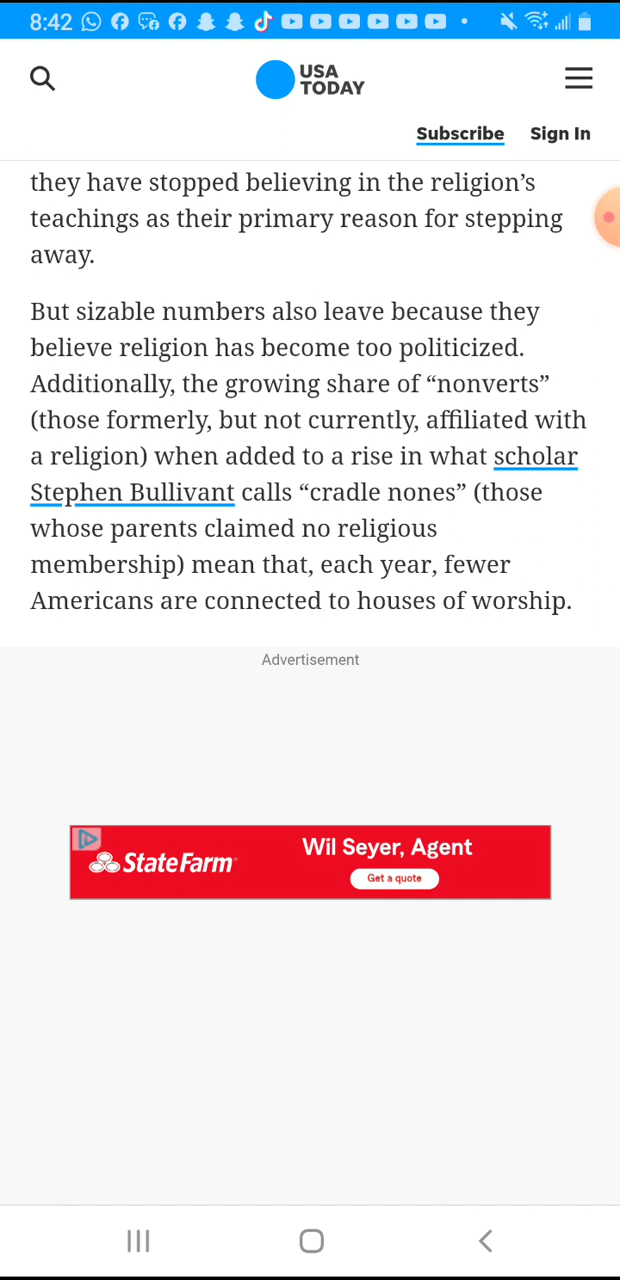 8:42
USA
TODAY
Subscribe Sign In
they have stopped believing in the religion’s
teachings as their primary reason for stepping
away.
But sizable numbers also leave because they
believe religion has become too politicized.
Additionally, the growing share of “nonverts”
(those formerly, but not currently, affiliated with
a religion) when added to a rise in what scholar
Stephen Bullivant calls “cradle nones” (those
whose parents claimed no religious
membership) mean that, each year, fewer
Americans are connected to houses of worship.
Advertisement
StateFarm
Wil Seyer, Agent
Get a quote